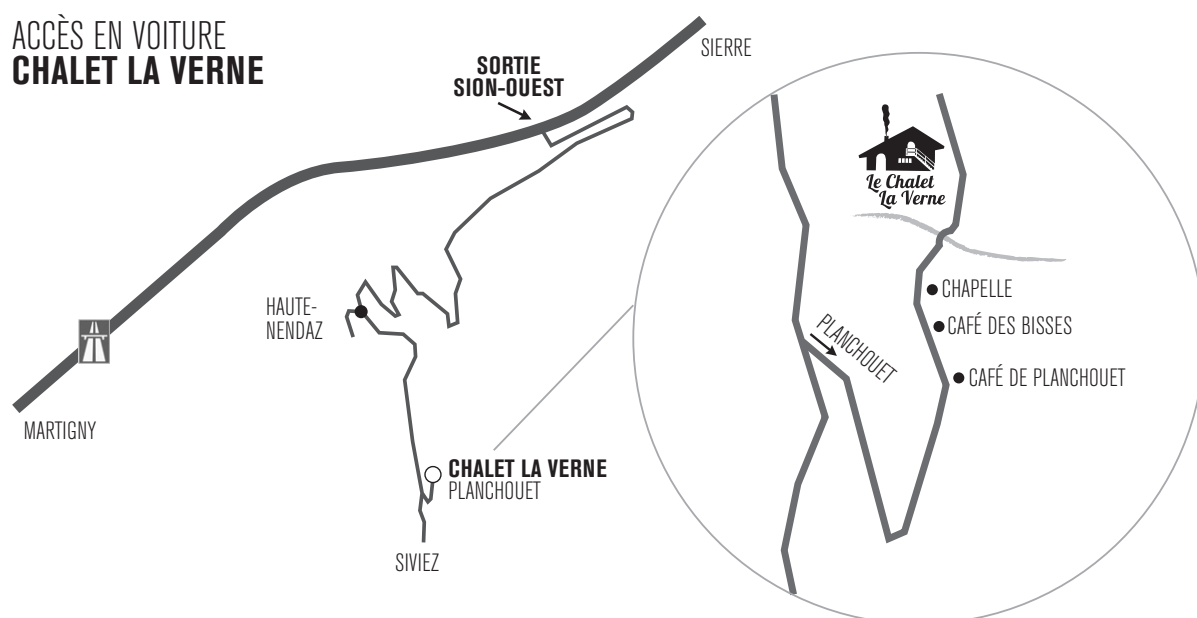 ACCÈS EN VOITURE
CHALET LA VERNE
SORTIE
SION-OUEST
SIERRE
HAUTE-
NENDAZ
MARTIGNY
CHALET LA VERNE
PLANCHOUET
SIVIEZ
Le Chalet
La Verne
CHAPELLE
CAFÉ DES BISSES
PLANCHOUET
CAFÉ DE PLANCHOUET